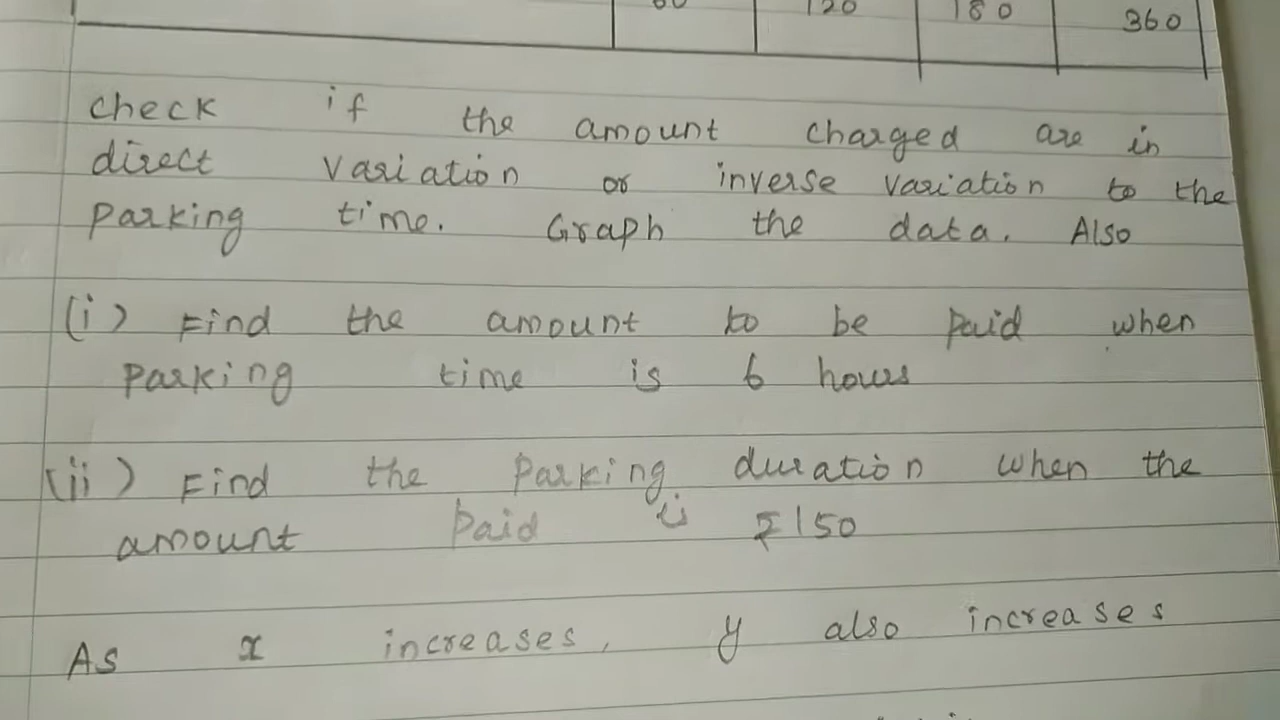 60 120 180 360
check if the amount charged are in
direct variation or inverse variation to the
parking time. Graph the data. Also
(i) Find the amount to be paid when
parking time is 6 hours
(ii) Find the parking duration when the
amount paid is ₹150
As x increases, y also increases